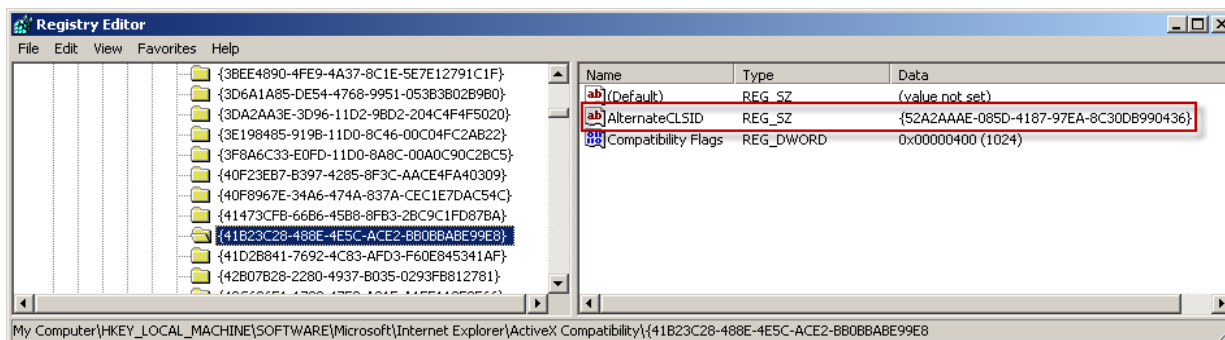 Registry Editor
File Edit View Favorites Help
{3BEE4890-4FE9-4A37-8C1E-5E7E12791C1F}
{3D6A1A85-DE54-4768-9951-053B3B02B9B0}
{3DA2AA3E-3D96-11D2-9BD2-204C4F4F5020}
{3E198485-919B-11D0-8C46-00C04FC2AB22}
{3F8A6C33-E0FD-11D0-8A8C-00A0C90C2BC5}
{40F23EB7-B397-4285-8F3C-AACE4FA40309}
{40F8967E-34A6-474A-837A-CEC1E7DAC54C}
{41473CFB-66B6-45B8-8FB3-2BC9C1FD87BA}
{41B23C28-488E-4E5C-ACE2-BB0BBABE99E8}
{41D2B841-7692-4C83-AFD3-F60E845341AF}
{42B07B28-2280-4937-B035-0293FB812781}
Name Type Data
(Default) REG_SZ (value not set)
AlternateCLSID REG_SZ {52A2AAAE-085D-4187-97EA-8C30DB990436}
Compatibility Flags REG_DWORD 0x00000400 (1024)
My Computer\HKEY_LOCAL_MACHINE\SOFTWARE\Microsoft\Internet Explorer\ActiveX Compatibility\{41B23C28-488E-4E5C-ACE2-BB0BBABE99E8